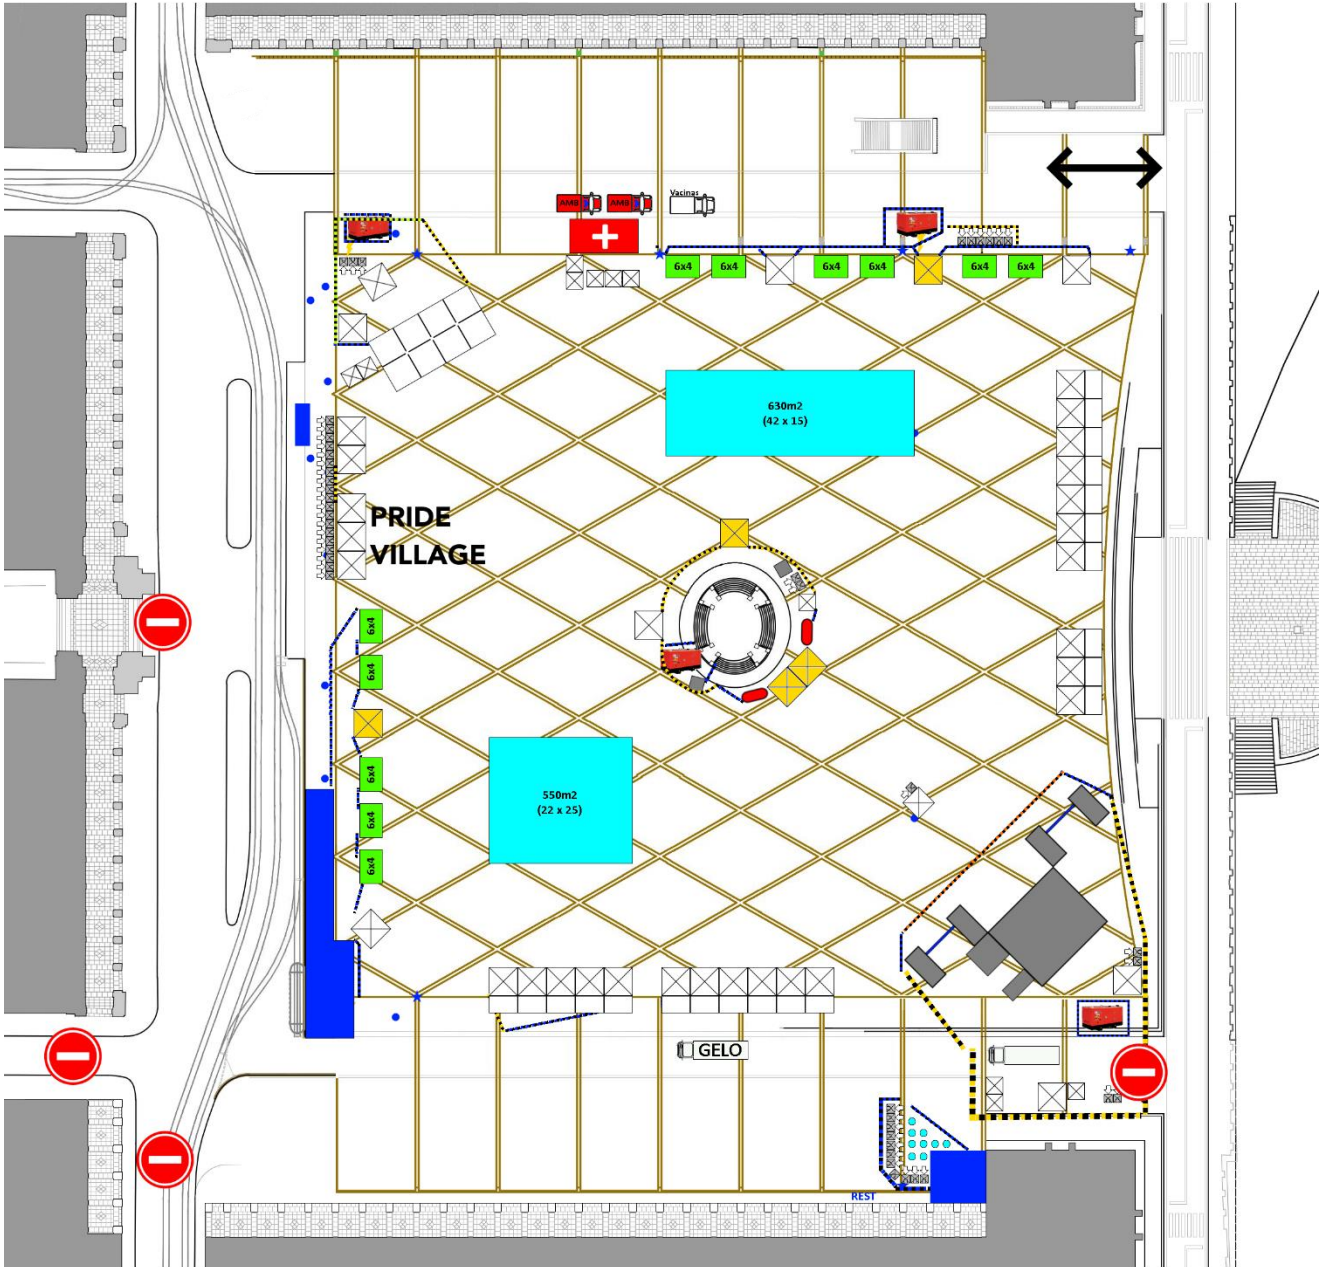 Vacinas
AMB AMB
6x4 6x4 6x4 6x4 6x4 6x4
630m2
(42 x 15)
PRIDE
VILLAGE
6x4
6x4
6x4
6x4
6x4
550m2
(22 x 25)
GELO
REST